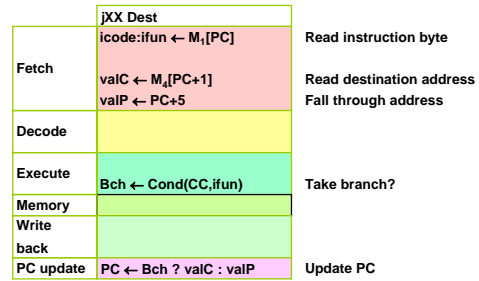 jXX Dest
icode:ifun ← M₁[PC] Read instruction byte
Fetch
valC ← M₄[PC+1] Read destination address
valP ← PC+5 Fall through address
Decode
Execute
Bch ← Cond(CC,ifun) Take branch?
Memory
Write
back
PC update PC ← Bch ? valC : valP Update PC